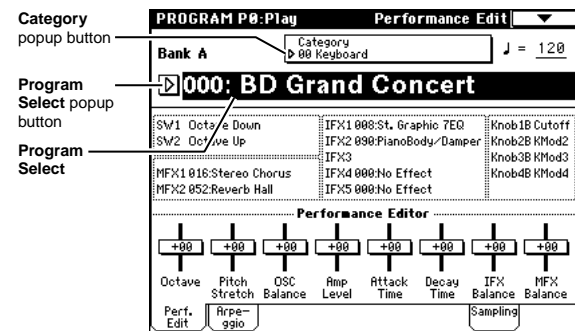 Category
popup button
Program
Select popup
button
Program
Select
PROGRAM P0:Play Performance Edit
Bank A
Category
00 Keyboard
♩ = 120
000: BD Grand Concert
SW1 Octave Down
SW2 Octave Up
MFX1 016:Stereo Chorus
MFX2 052:Reverb Hall
IFX1 008:St. Graphic 7EQ
IFX2 090:PianoBody/Damper
IFX3
IFX4 000:No Effect
IFX5 000:No Effect
Knob1B Cutoff
Knob2B KMod2
Knob3B KMod3
Knob4B KMod4
Performance Editor
+00 +00 +00 +00 +00 +00 +00 +00
Octave Pitch Stretch OSC Balance Amp Level Attack Time Decay Time IFX Balance MFX Balance
Perf. Edit Arpe-ggio Sampling